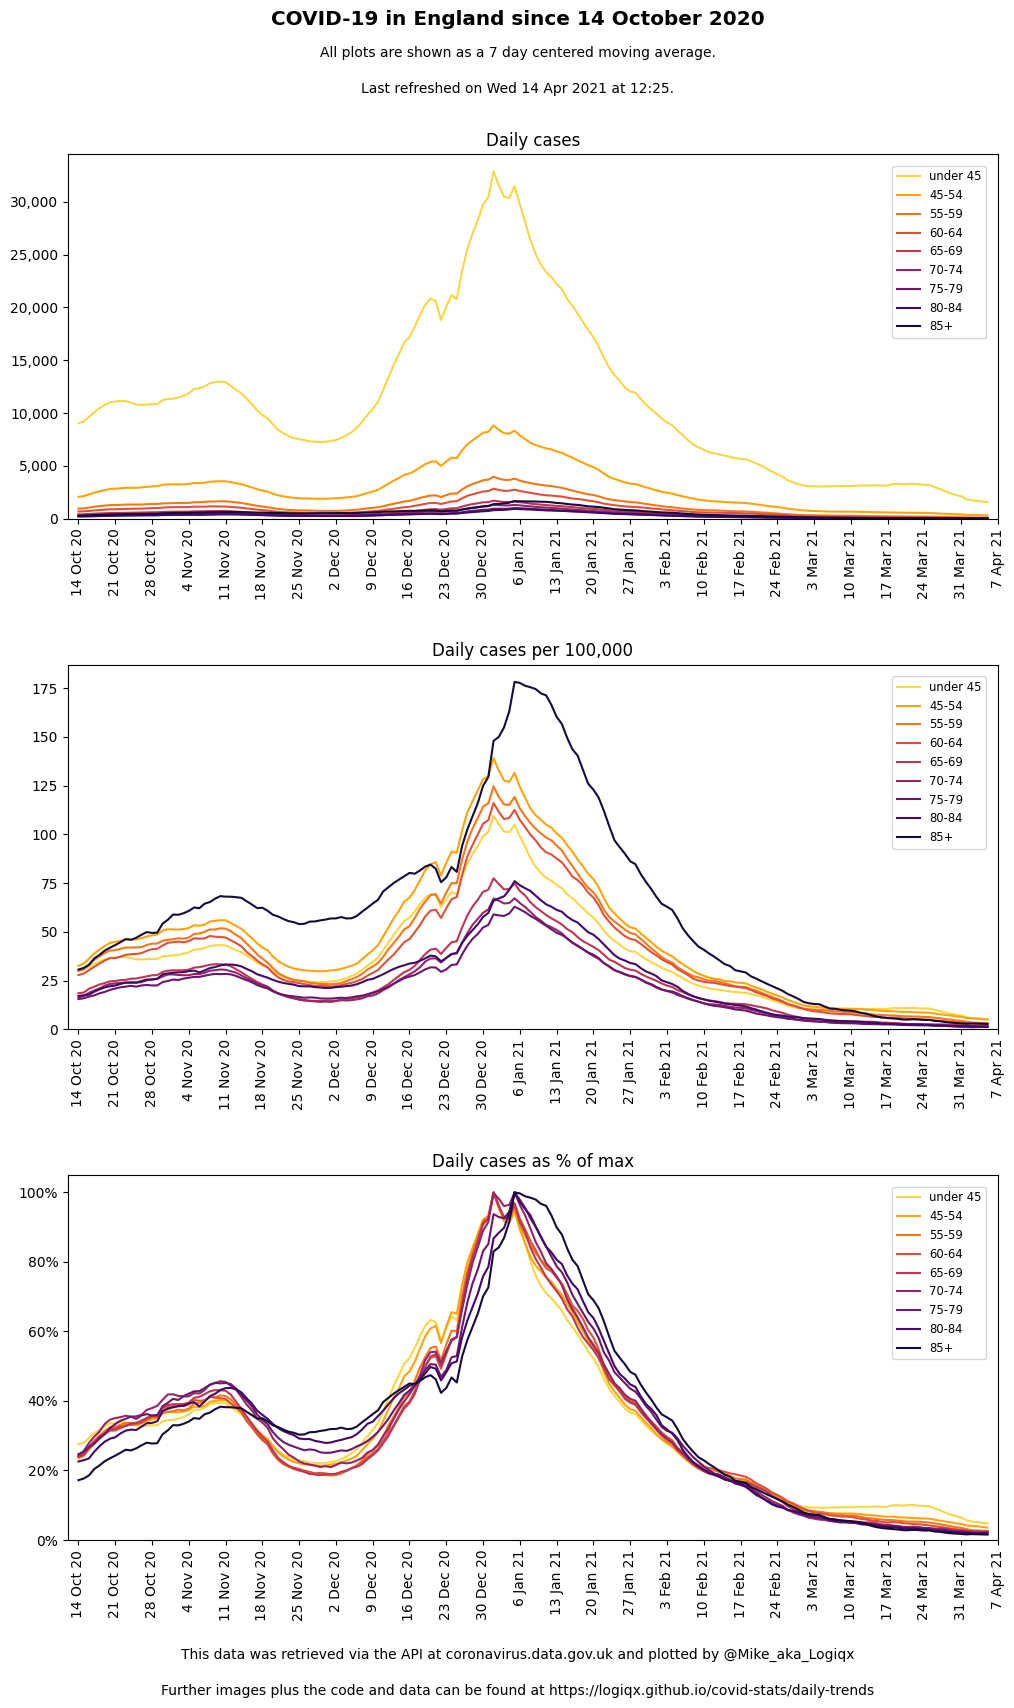 COVID-19 in England since 14 October 2020
All plots are shown as a 7 day centered moving average.
Last refreshed on Wed 14 Apr 2021 at 12:25.
Daily cases
30,000
25,000
20,000
15,000
10,000
5,000
0
under 45
45-54
55-59
60-64
65-69
70-74
75-79
80-84
85+
14 Oct 20
21 Oct 20
28 Oct 20
4 Nov 20
11 Nov 20
18 Nov 20
25 Nov 20
2 Dec 20
9 Dec 20
16 Dec 20
23 Dec 20
30 Dec 20
6 Jan 21
13 Jan 21
20 Jan 21
27 Jan 21
3 Feb 21
10 Feb 21
17 Feb 21
24 Feb 21
3 Mar 21
10 Mar 21
17 Mar 21
24 Mar 21
31 Mar 21
7 Apr 21
Daily cases per 100,000
175
150
125
100
75
50
25
0
under 45
45-54
55-59
60-64
65-69
70-74
75-79
80-84
85+
14 Oct 20
21 Oct 20
28 Oct 20
4 Nov 20
11 Nov 20
18 Nov 20
25 Nov 20
2 Dec 20
9 Dec 20
16 Dec 20
23 Dec 20
30 Dec 20
6 Jan 21
13 Jan 21
20 Jan 21
27 Jan 21
3 Feb 21
10 Feb 21
17 Feb 21
24 Feb 21
3 Mar 21
10 Mar 21
17 Mar 21
24 Mar 21
31 Mar 21
7 Apr 21
Daily cases as % of max
100%
80%
60%
40%
20%
0%
under 45
45-54
55-59
60-64
65-69
70-74
75-79
80-84
85+
14 Oct 20
21 Oct 20
28 Oct 20
4 Nov 20
11 Nov 20
18 Nov 20
25 Nov 20
2 Dec 20
9 Dec 20
16 Dec 20
23 Dec 20
30 Dec 20
6 Jan 21
13 Jan 21
20 Jan 21
27 Jan 21
3 Feb 21
10 Feb 21
17 Feb 21
24 Feb 21
3 Mar 21
10 Mar 21
17 Mar 21
24 Mar 21
31 Mar 21
7 Apr 21
This data was retrieved via the API at coronavirus.data.gov.uk and plotted by @Mike_aka_Logiqx
Further images plus the code and data can be found at https://logiqx.github.io/covid-stats/daily-trends